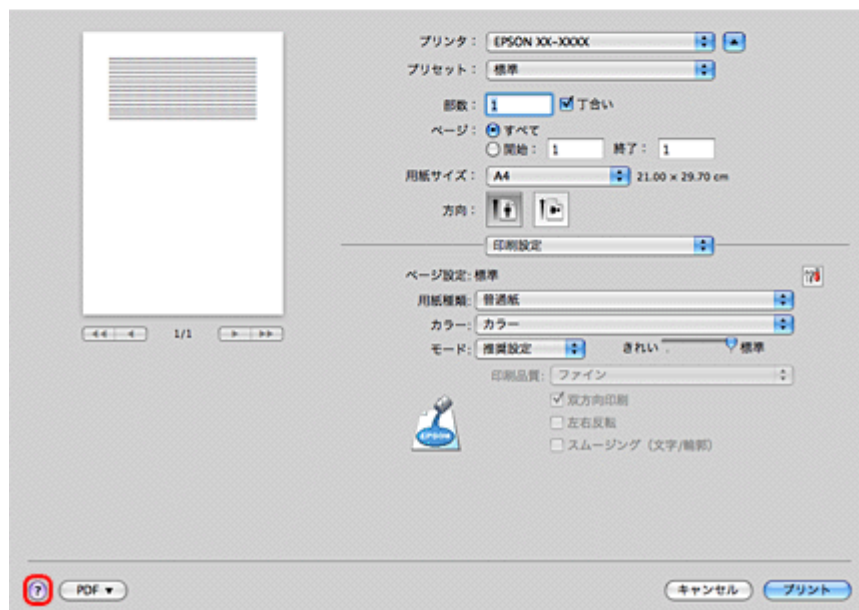 プリンタ： EPSON XX-XXXX
プリセット： 標準
部数： 1 丁合い
ページ： すべて
開始： 1 終了： 1
用紙サイズ： A4 21.00 x 29.70 cm
方向：
印刷設定
ページ設定: 標準
用紙種類: 普通紙
カラー: カラー
1/1
モード: 推奨設定 きれい 標準
印刷品質: ファイン
双方向印刷
EPSON 左右反転
スムージング（文字/輪郭）
? PDF ▼ キャンセル プリント